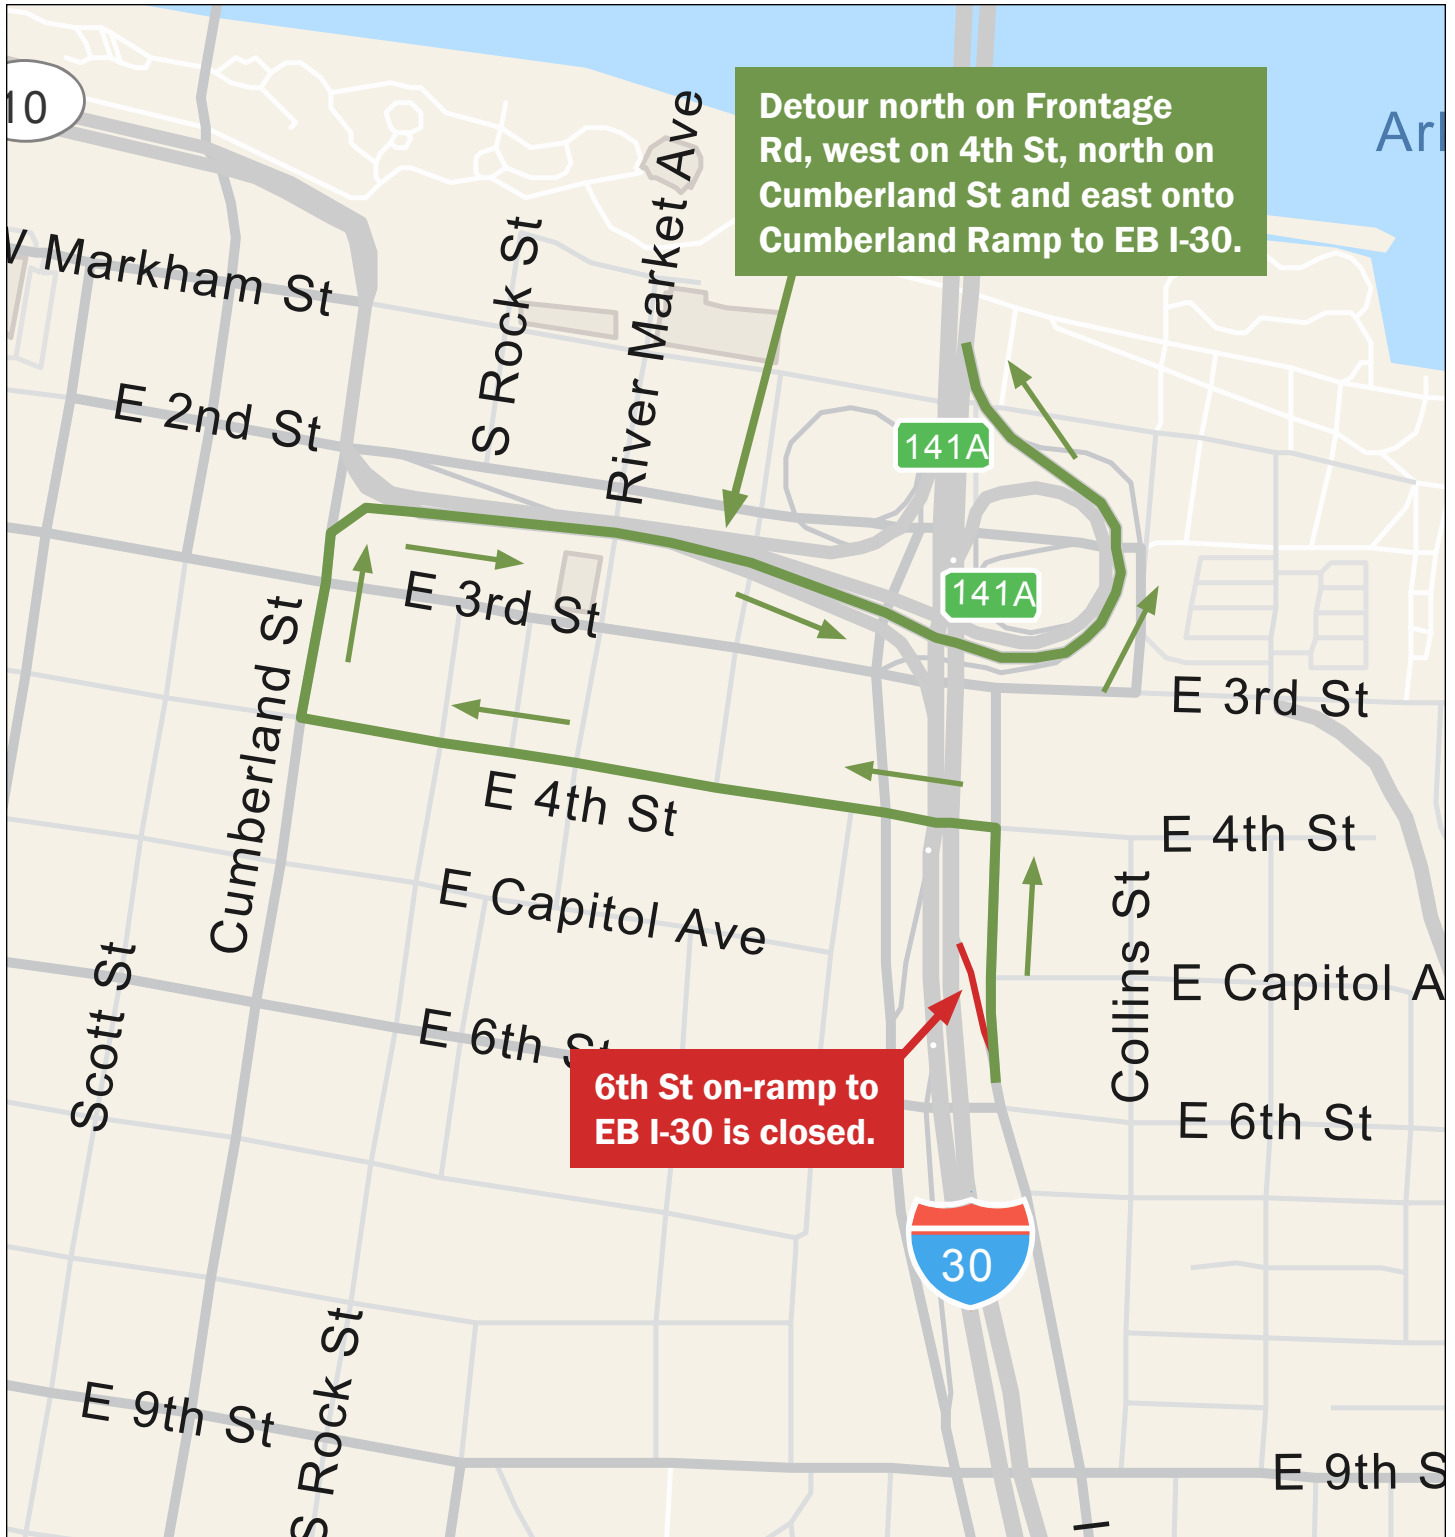 10
Detour north on Frontage
Rd, west on 4th St, north on
Cumberland St and east onto
Cumberland Ramp to EB I-30.
Markham St
River Market Ave
S Rock St
E 2nd St
141A
141A
E 3rd St
E 3rd St
Cumberland St
E 4th St
E 4th St
E Capitol Ave
Collins St
E Capitol A
Scott St
E 6th St
6th St on-ramp to
EB I-30 is closed.
E 6th St
30
S Rock St
E 9th St
E 9th S